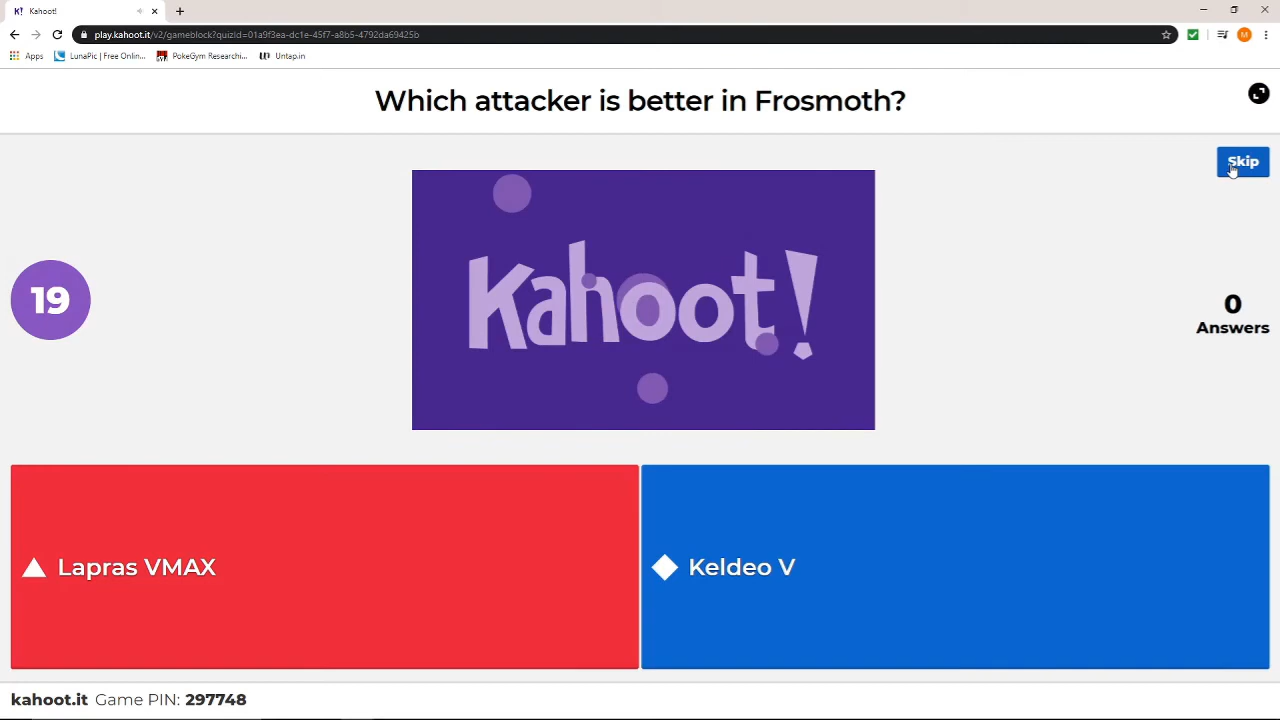 Kahoot!
play.kahoot.it/v2/gameblock?quizId=01a9f3ea-dc1e-45f7-a8b5-4792da69425b
M
Apps LunaPic | Free Onlin... PokeGym Researchi... Untap.in
Which attacker is better in Frosmoth?
Skip
Kahoot!
19
0
Answers
Lapras VMAX
Keldeo V
kahoot.it Game PIN: 297748